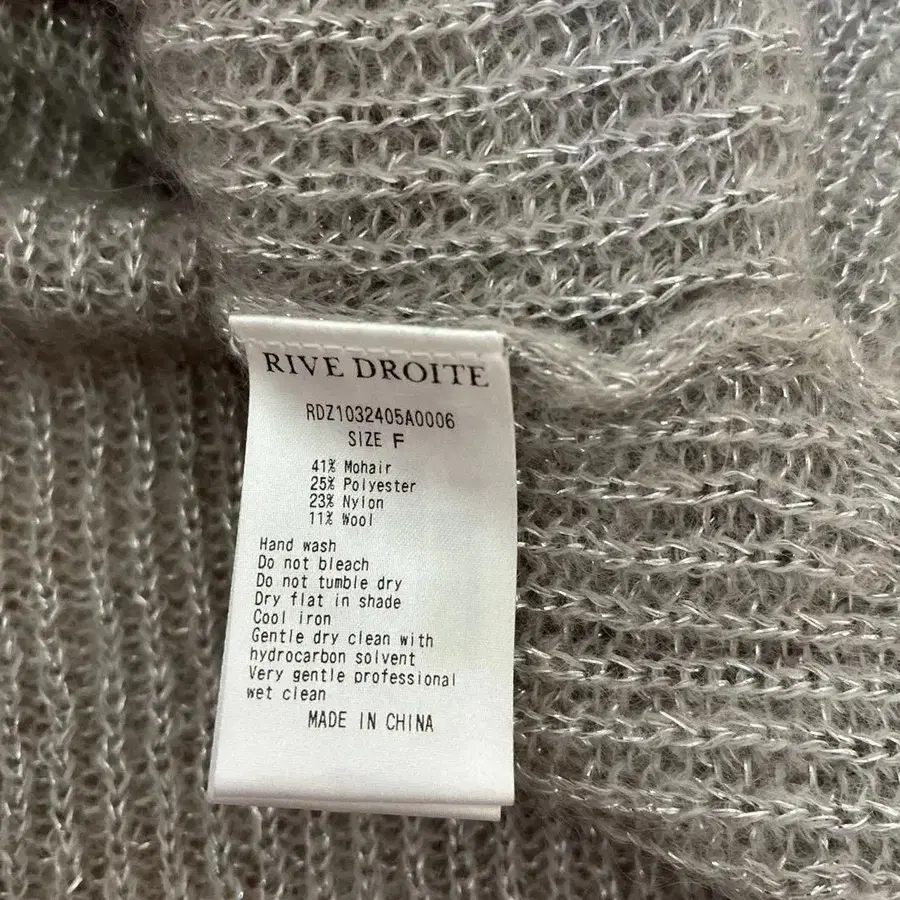 RIVE DROITE
RDZ1032405A0006
SIZE F
41% Mohair
25% Polyester
23% Nylon
11% Wool
Hand wash
Do not bleach
Do not tumble dry
Dry flat in shade
Cool iron
Gentle dry clean with
hydrocarbon solvent
Very gentle professional
wet clean
MADE IN CHINA